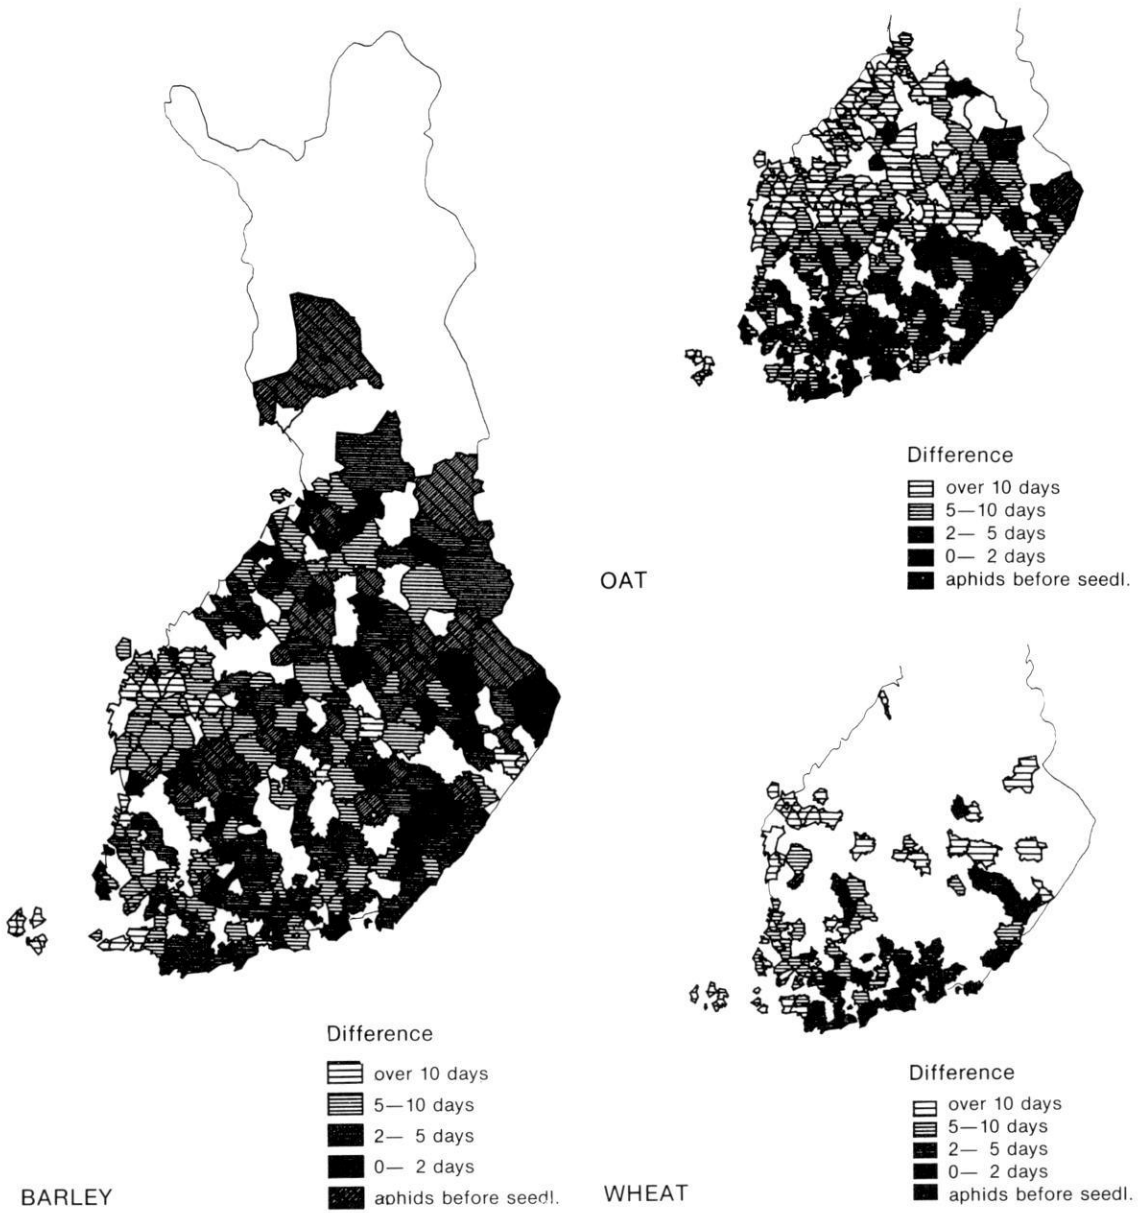 Difference
over 10 days
5—10 days
2— 5 days
0— 2 days
aphids before seedl.
OAT
Difference
over 10 days
5—10 days
2— 5 days
0— 2 days
aphids before seedl.
BARLEY
Difference
over 10 days
5—10 days
2— 5 days
0— 2 days
aphids before seedl.
WHEAT